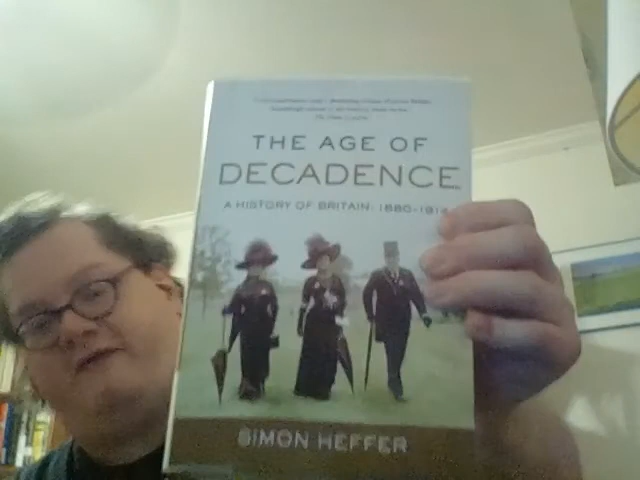 THE AGE OF
DECADENCE
A HISTORY OF BRITAIN: 1880-1914
SIMON HEFFER